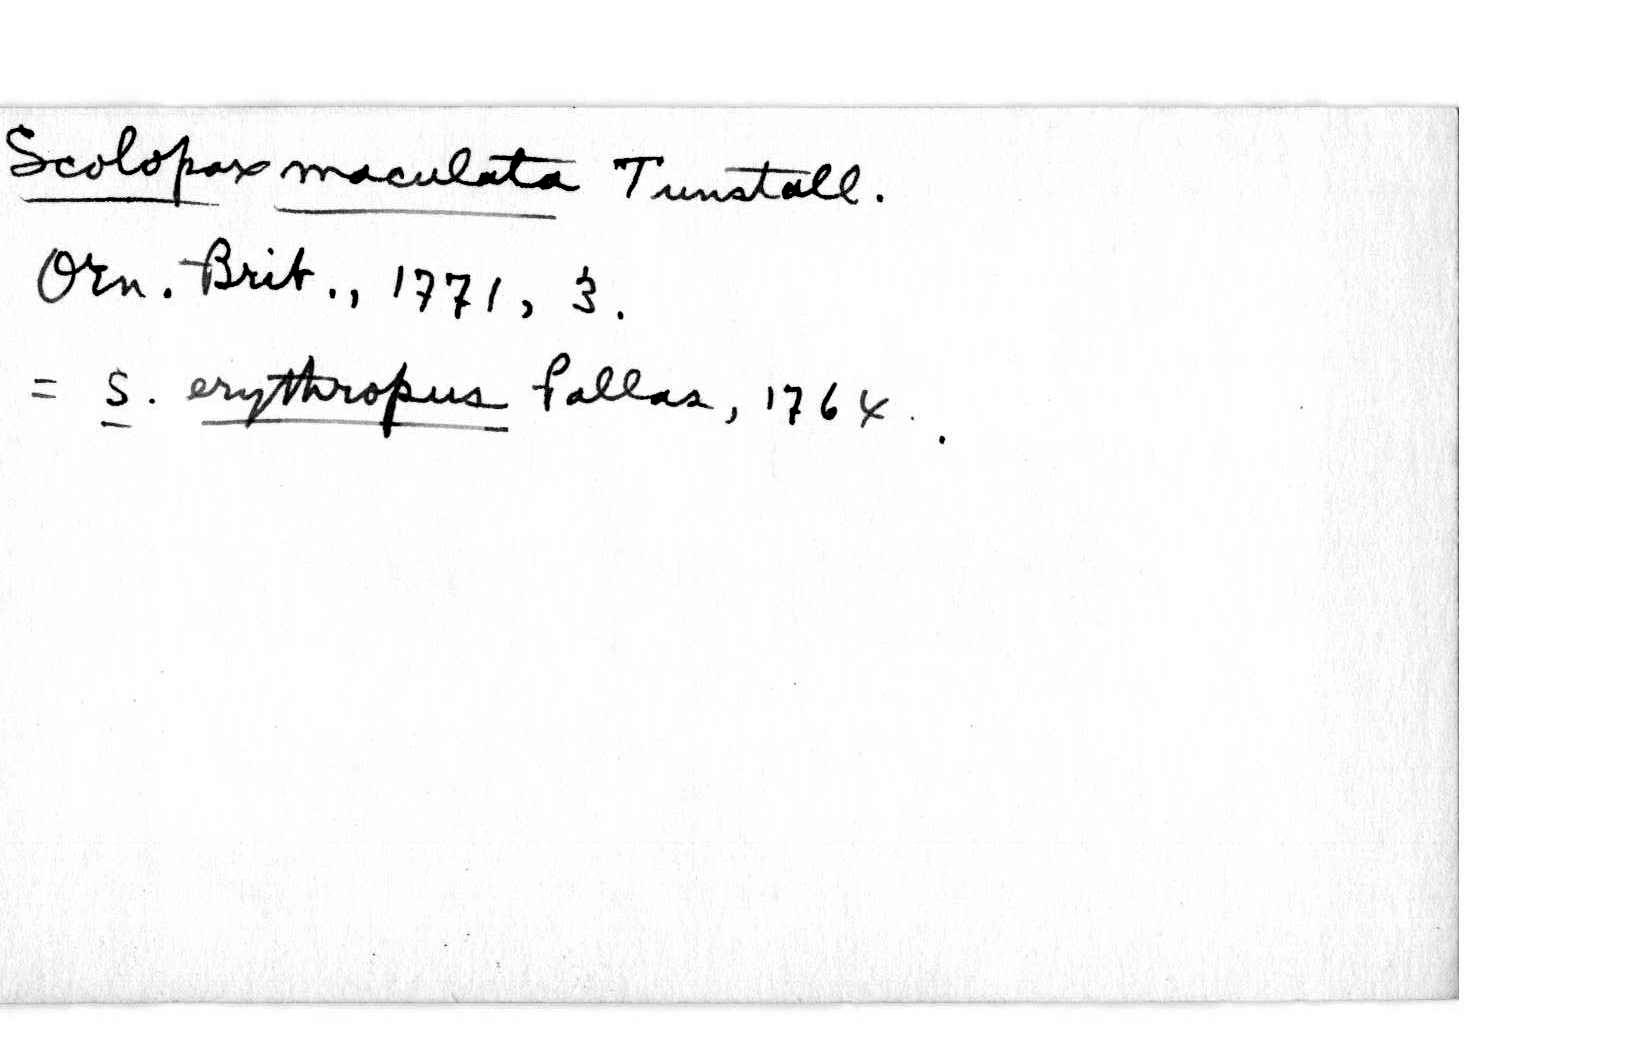 Scolopax maculata Tunstall.
Orn. Brit., 1771, 3.
= S. erythropus Pallas, 1764.